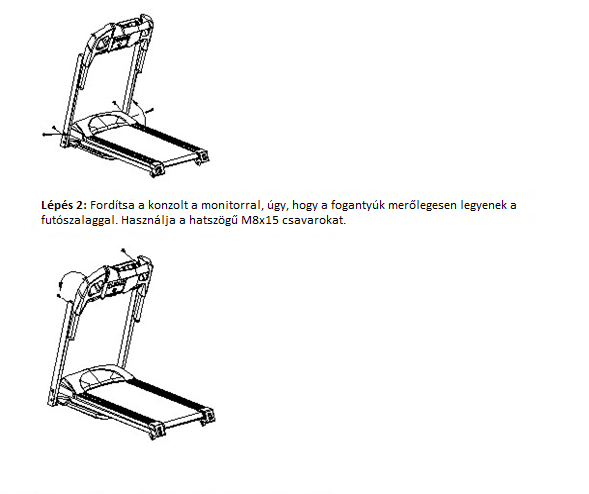 Lépés 2: Fordítsa a konzolt a monitorral, úgy, hogy a fogantyúk merőlegesen legyenek a
futószalaggal. Használja a hatszögű M8x15 csavarokat.